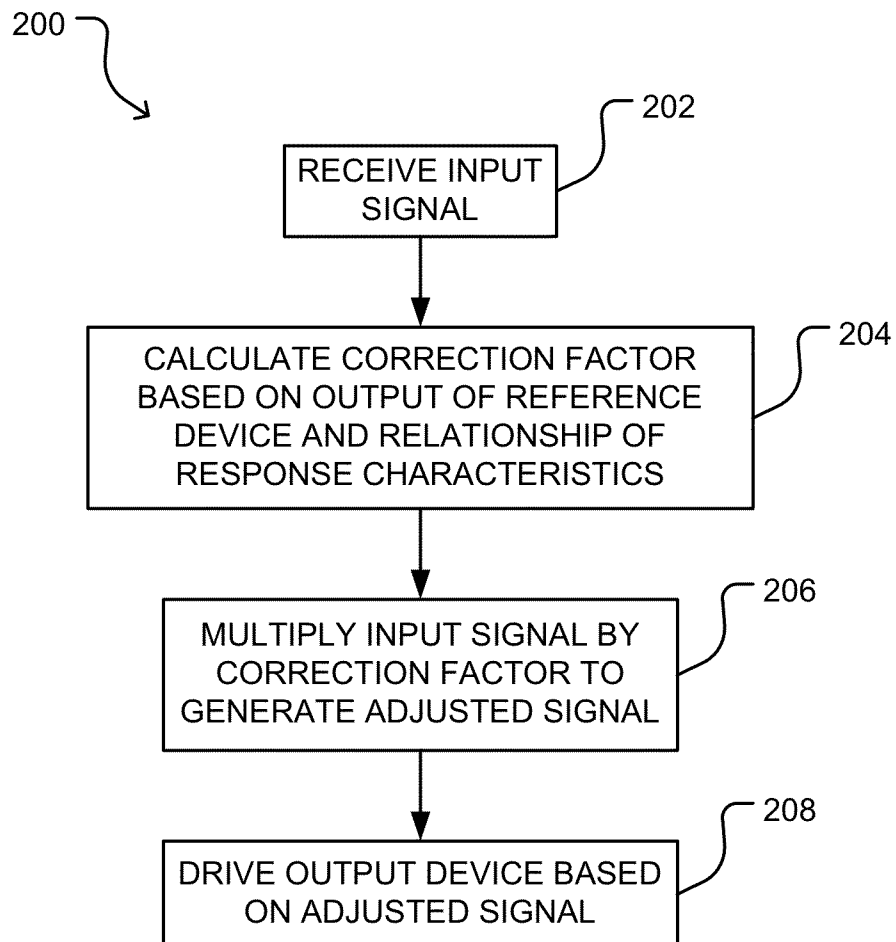 200
202
RECEIVE INPUT
SIGNAL
204
CALCULATE CORRECTION FACTOR
BASED ON OUTPUT OF REFERENCE
DEVICE AND RELATIONSHIP OF
RESPONSE CHARACTERISTICS
206
MULTIPLY INPUT SIGNAL BY
CORRECTION FACTOR TO
GENERATE ADJUSTED SIGNAL
208
DRIVE OUTPUT DEVICE BASED
ON ADJUSTED SIGNAL